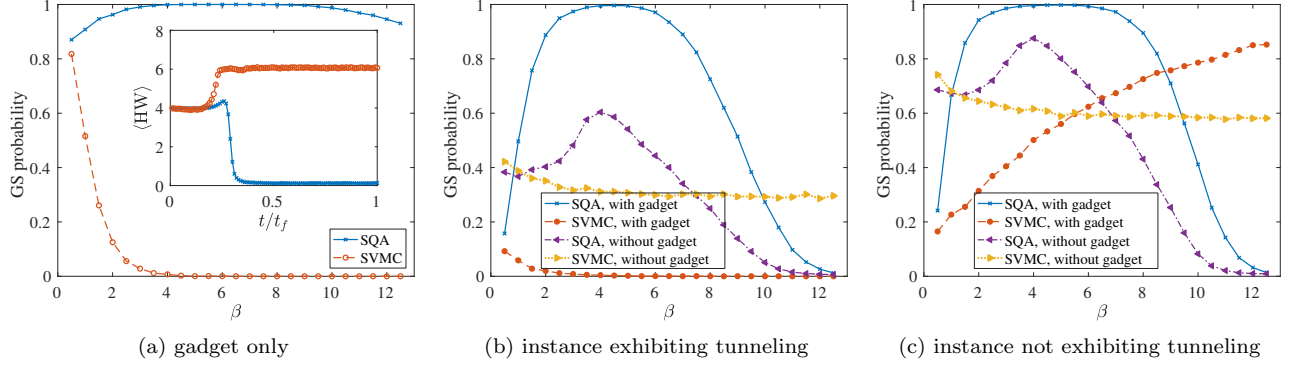 1
0.8
0.6
0.4
0.2
0
GS probability
0 2 4 6 8 10 12
β
8
6
4
2
0
⟨HW⟩
0 0.5 1
t/t_f
SQA
SVMC
(a) gadget only
1
0.8
0.6
0.4
0.2
0
GS probability
0 2 4 6 8 10 12
β
SQA, with gadget
SVMC, with gadget
SQA, without gadget
SVMC, without gadget
(b) instance exhibiting tunneling
1
0.8
0.6
0.4
0.2
0
GS probability
0 2 4 6 8 10 12
β
SQA, with gadget
SVMC, with gadget
SQA, without gadget
SVMC, without gadget
(c) instance not exhibiting tunneling